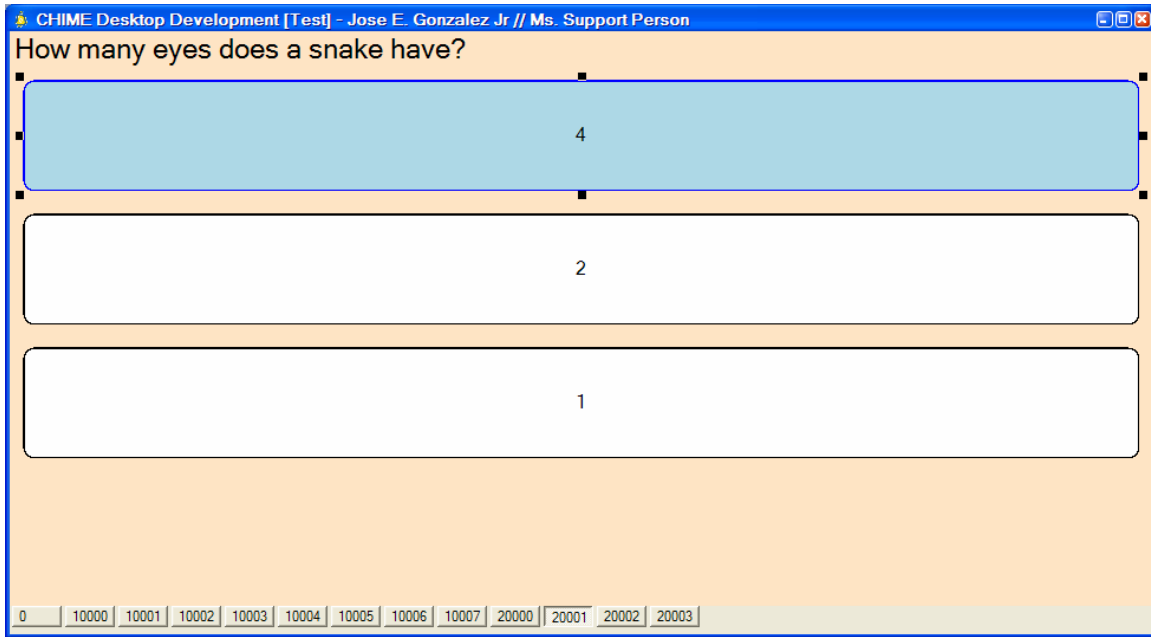 CHIME Desktop Development [Test] - Jose E. Gonzalez Jr // Ms. Support Person
How many eyes does a snake have?
4
2
1
0 10000 10001 10002 10003 10004 10005 10006 10007 20000 20001 20002 20003